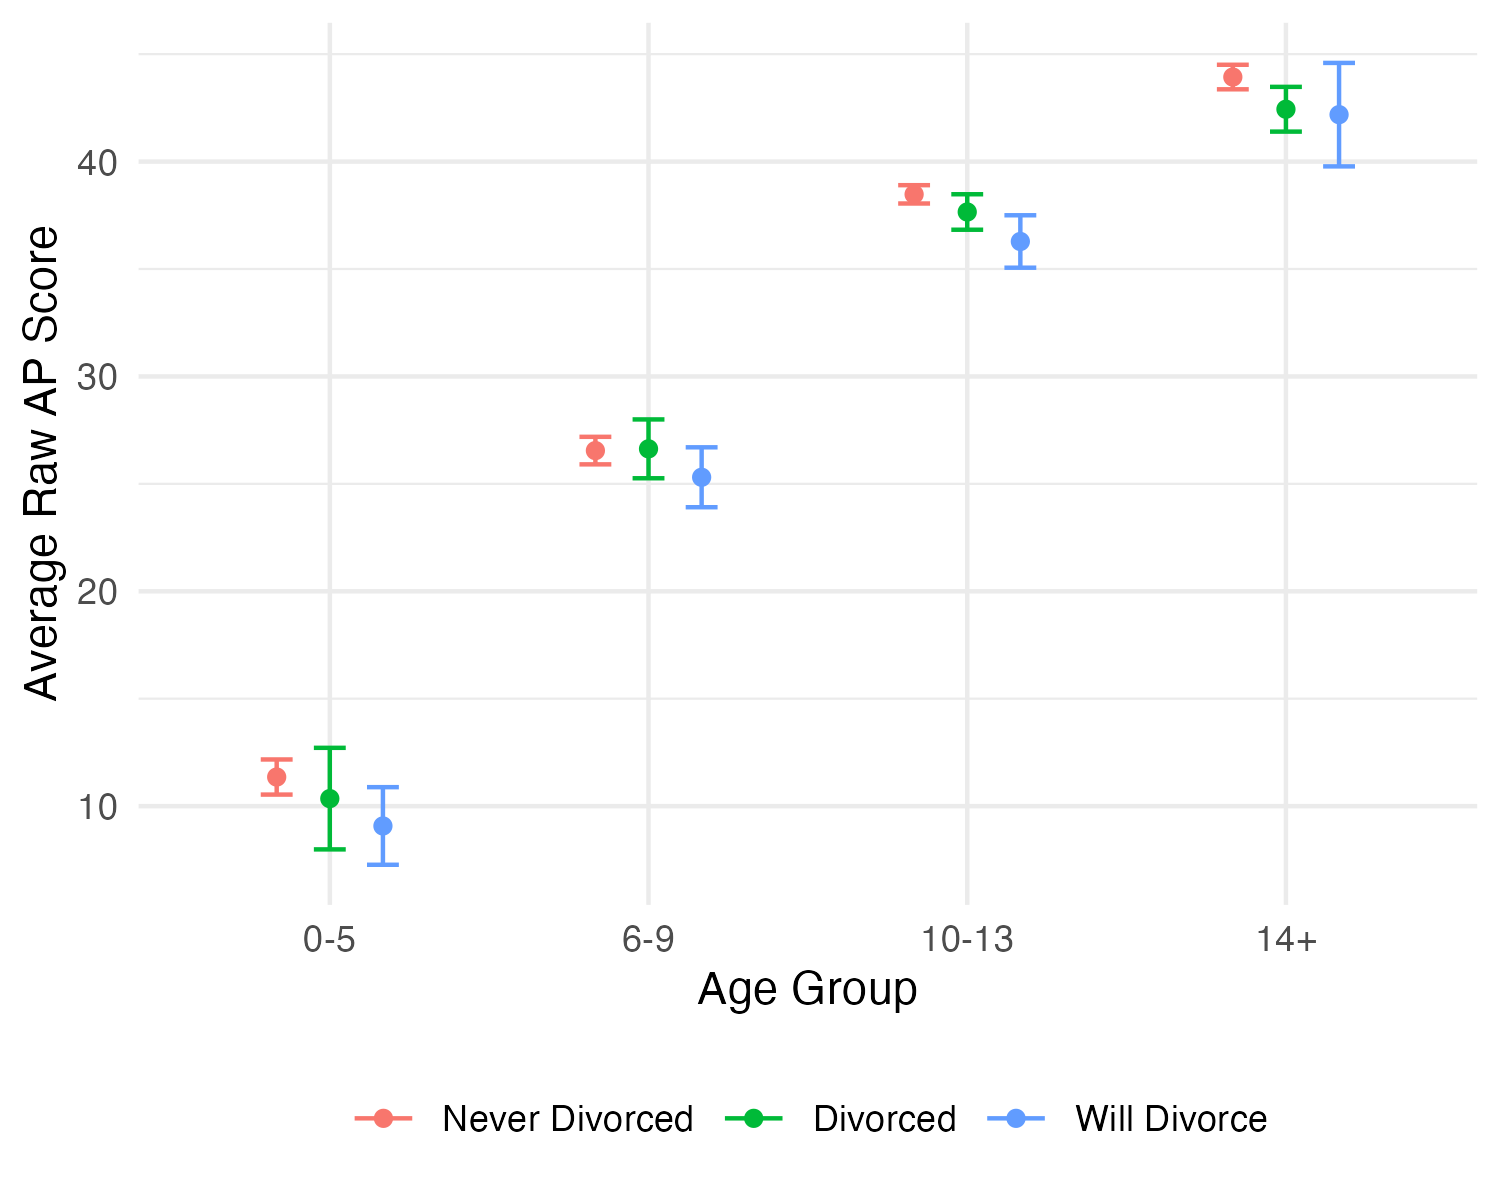 Average Raw AP Score
40
30
20
10
0-5 6-9 10-13 14+
Age Group
Never Divorced Divorced Will Divorce